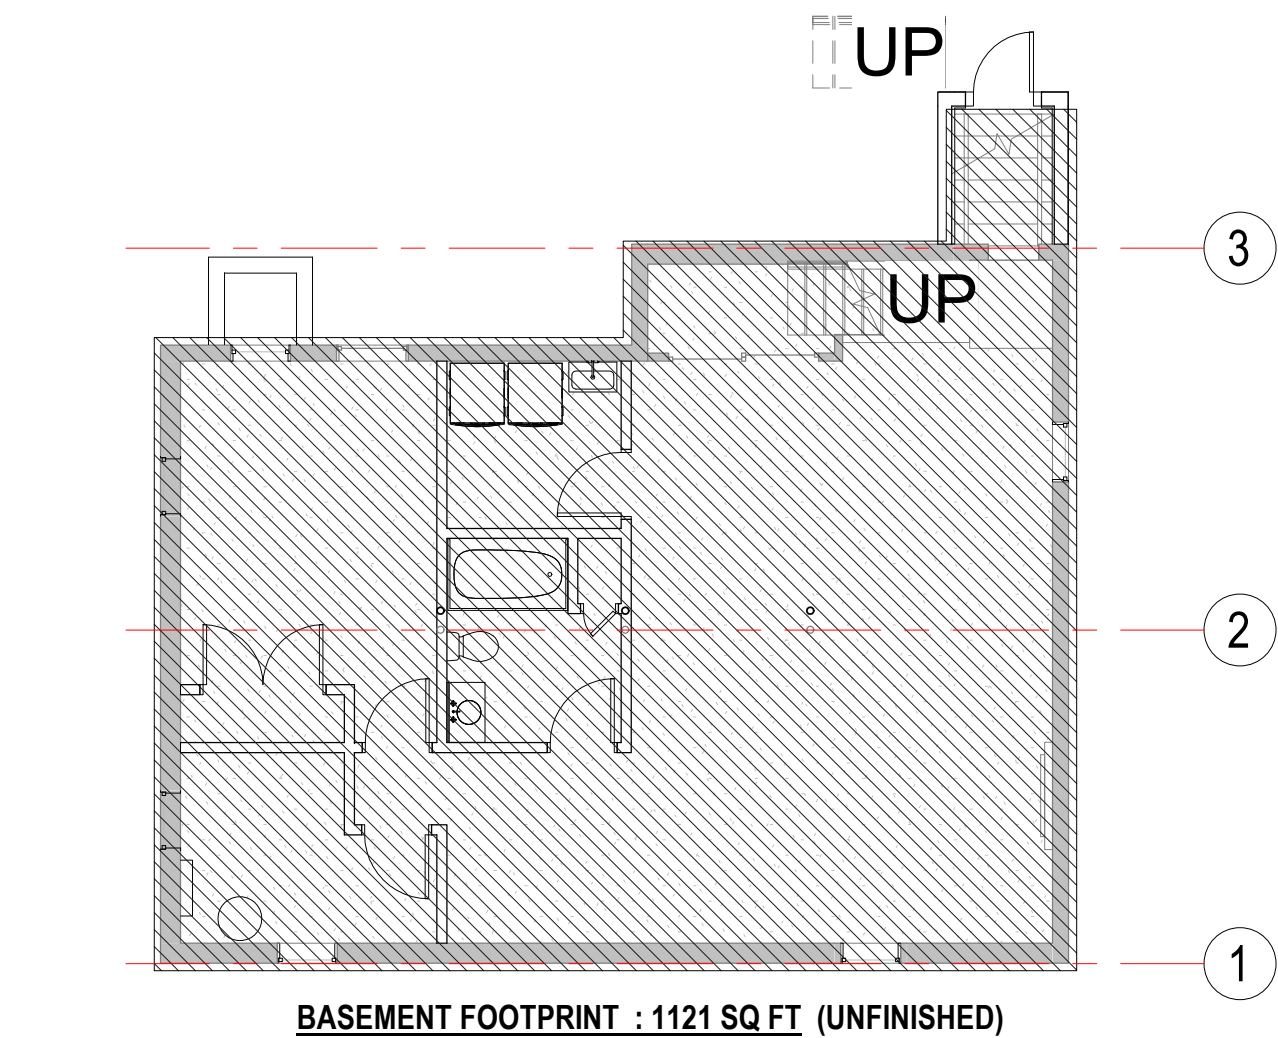 UP
3
UP
2
1
BASEMENT FOOTPRINT : 1121 SQ FT (UNFINISHED)